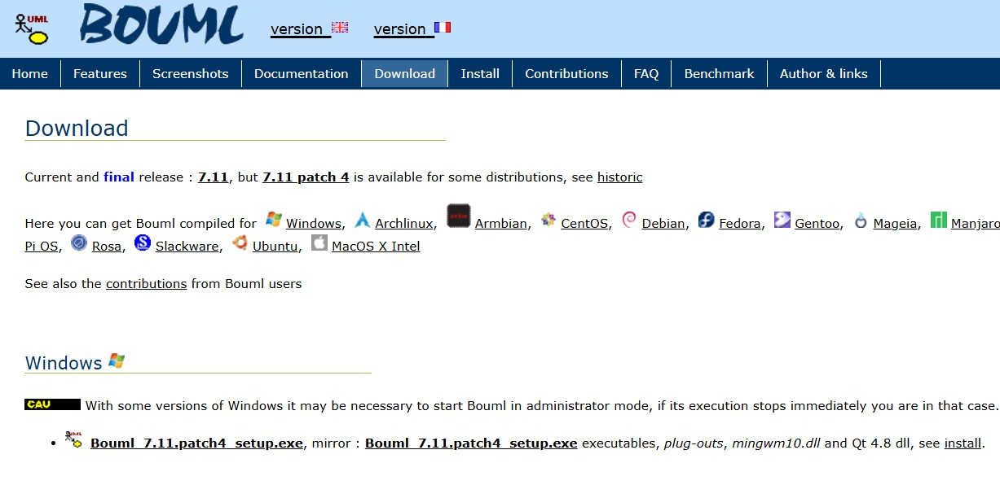 UML BOUML version version
Home Features Screenshots Documentation Download Install Contributions FAQ Benchmark Author & links
Download
Current and final release : 7.11, but 7.11 patch 4 is available for some distributions, see historic
Here you can get Bouml compiled for Windows, Archlinux, Armbian, CentOS, Debian, Fedora, Gentoo, Mageia, Manjaro
Pi OS, Rosa, Slackware, Ubuntu, MacOS X Intel
See also the contributions from Bouml users
Windows
CAU With some versions of Windows it may be necessary to start Bouml in administrator mode, if its execution stops immediately you are in that case.
• UML Bouml_7.11.patch4_setup.exe, mirror : Bouml_7.11.patch4_setup.exe executables, plug-outs, mingwm10.dll and Qt 4.8 dll, see install.